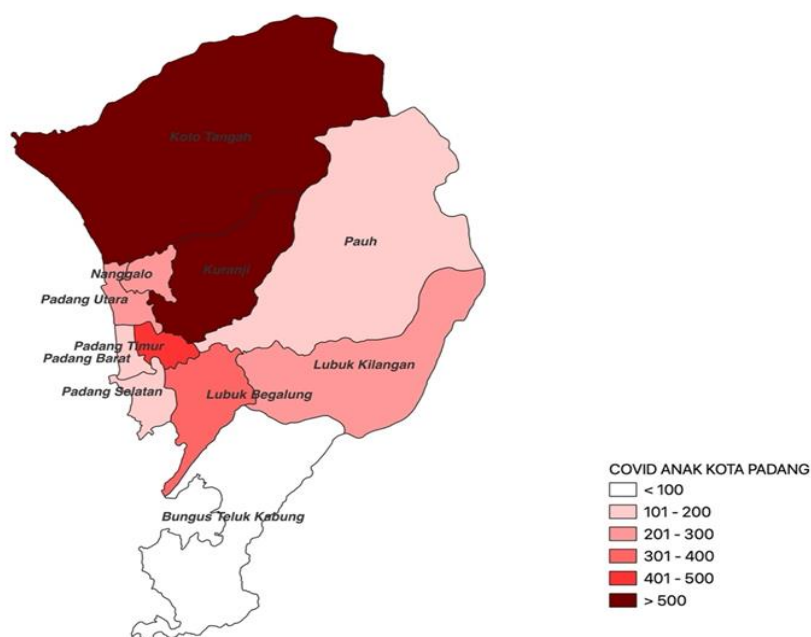 Koto Tangah
Pauh
Kuranji
Nanggalo
Padang Utara
Padang Timur
Padang Barat
Lubuk Kilangan
Padang Selatan
Lubuk Begalung
Bungus Teluk Kabung
COVID ANAK KOTA PADANG
< 100
101 - 200
201 - 300
301 - 400
401 - 500
> 500